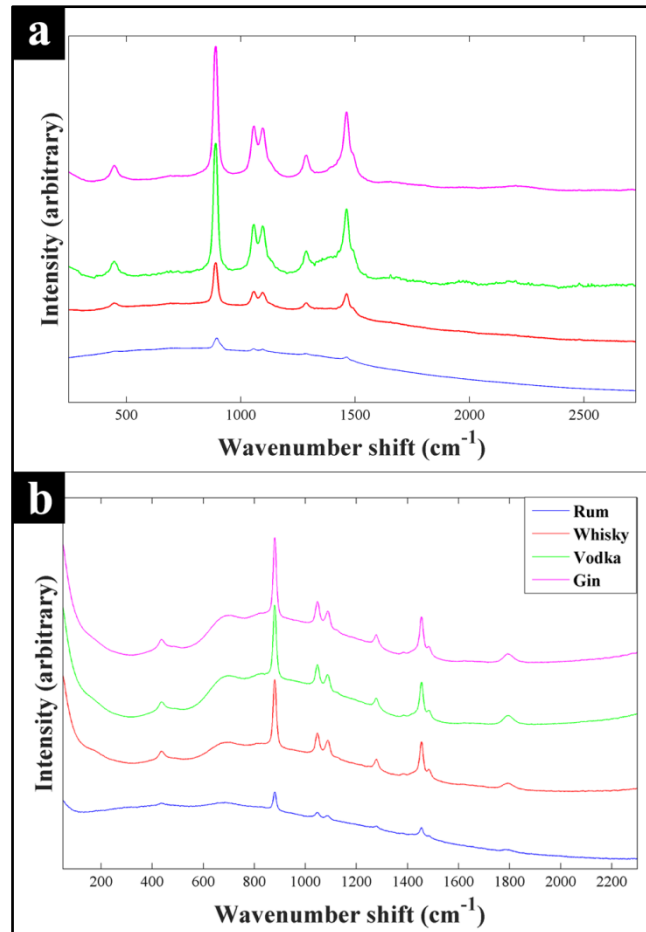 a
Intensity (arbitrary)
500 1000 1500 2000 2500
Wavenumber shift (cm-1)
b
Rum
Whisky
Vodka
Gin
Intensity (arbitrary)
200 400 600 800 1000 1200 1400 1600 1800 2000 2200
Wavenumber shift (cm-1)